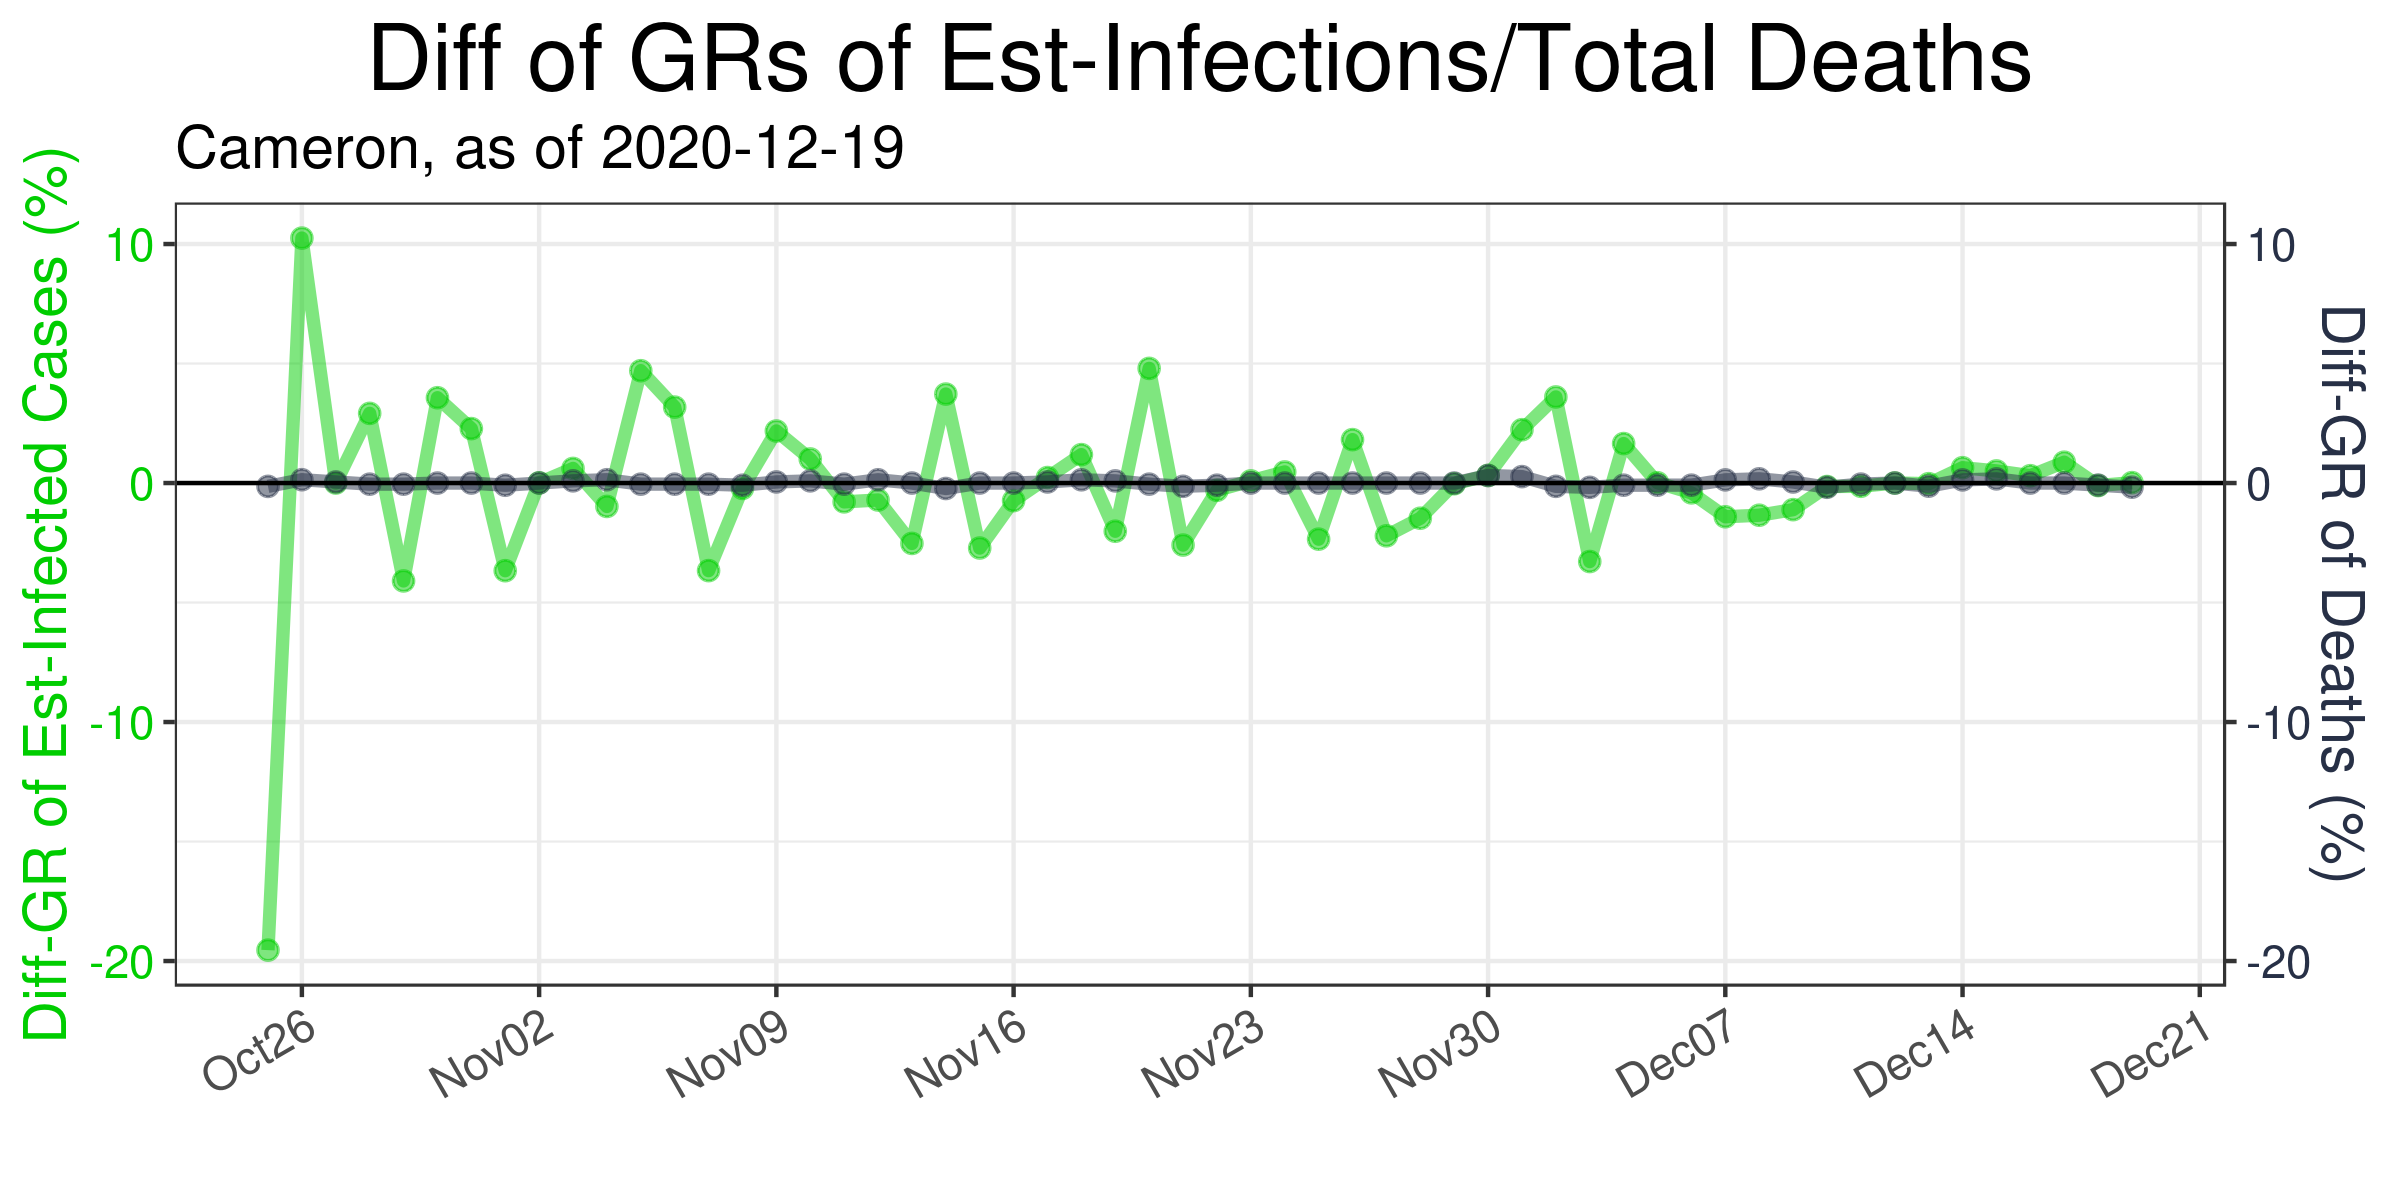 Diff of GRs of Est-Infections/Total Deaths
Cameron, as of 2020-12-19
Diff-GR of Est-Infected Cases (%)
10
0
-10
-20
10
0
-10
-20
Diff-GR of Deaths (%)
Oct26
Nov02
Nov09
Nov16
Nov23
Nov30
Dec07
Dec14
Dec21